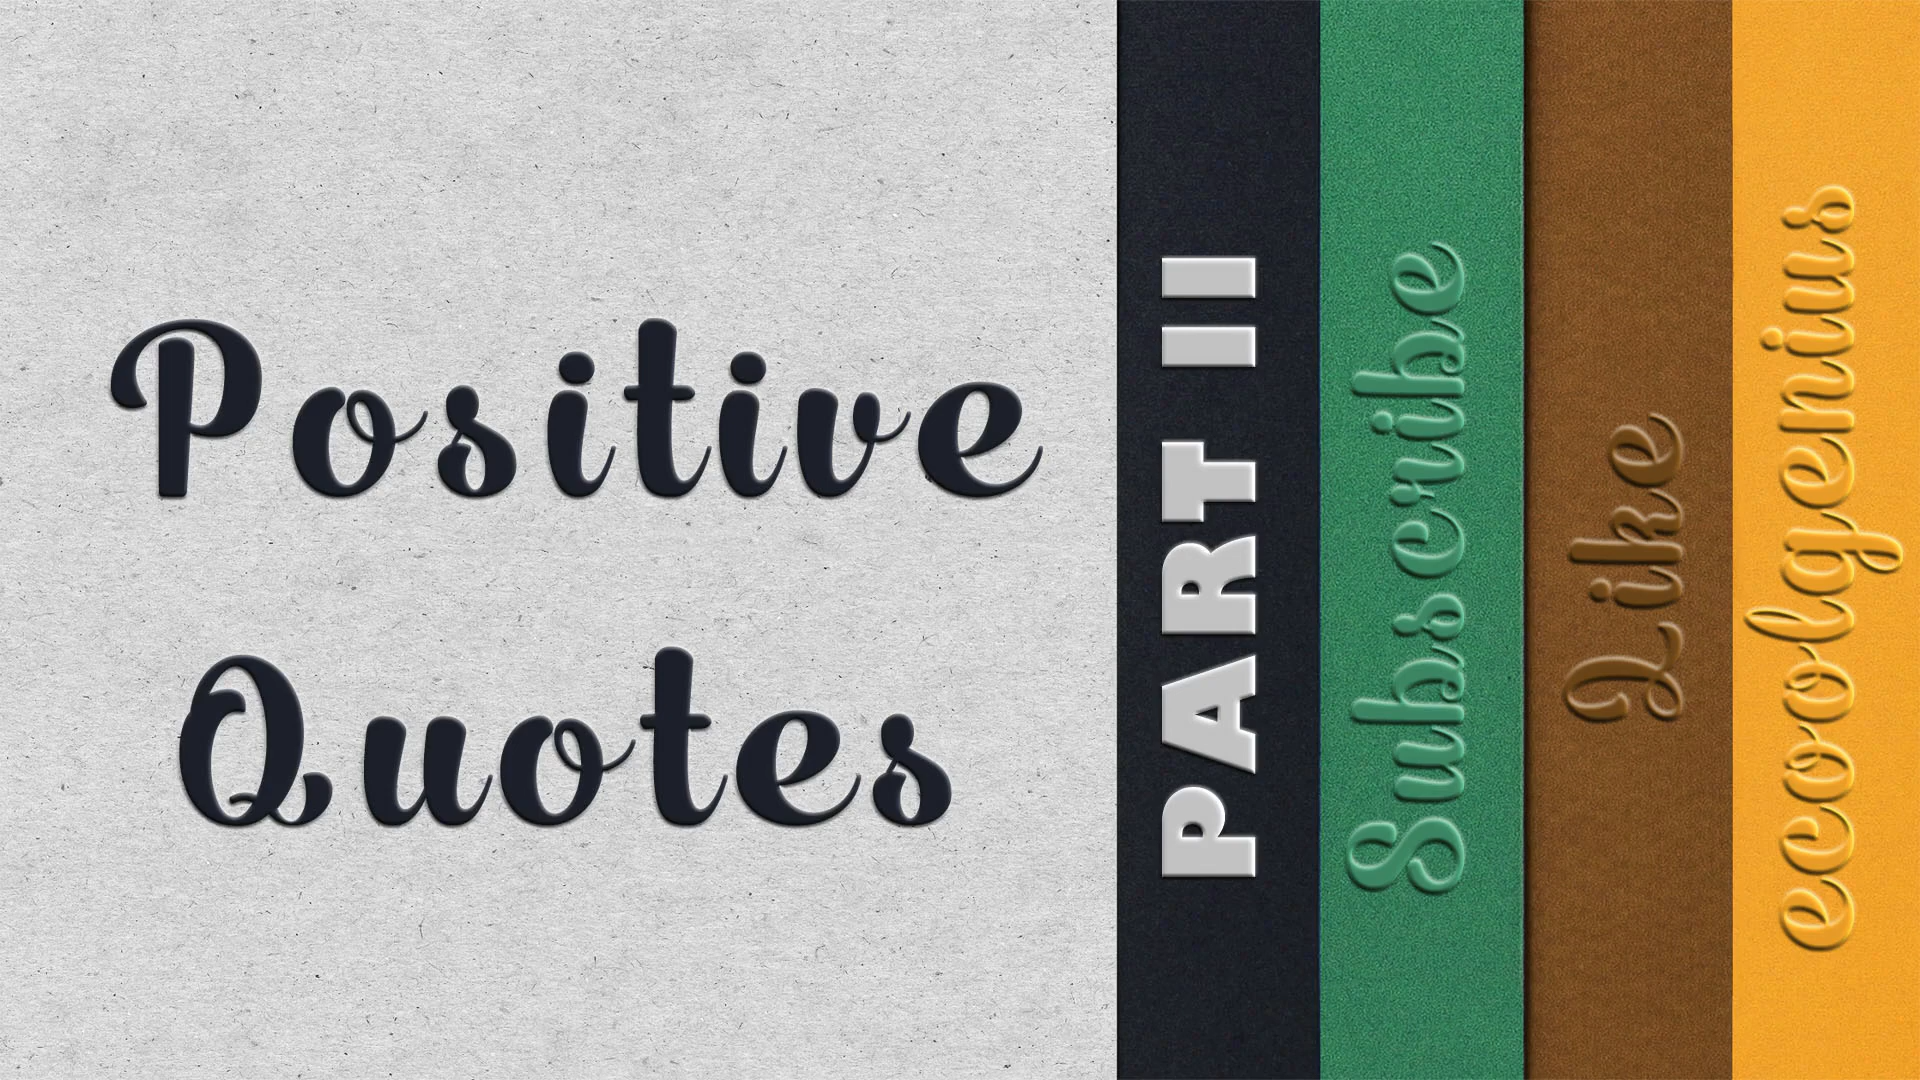 Positive
Quotes
PART II
Subscribe
Like
ecoolgenius